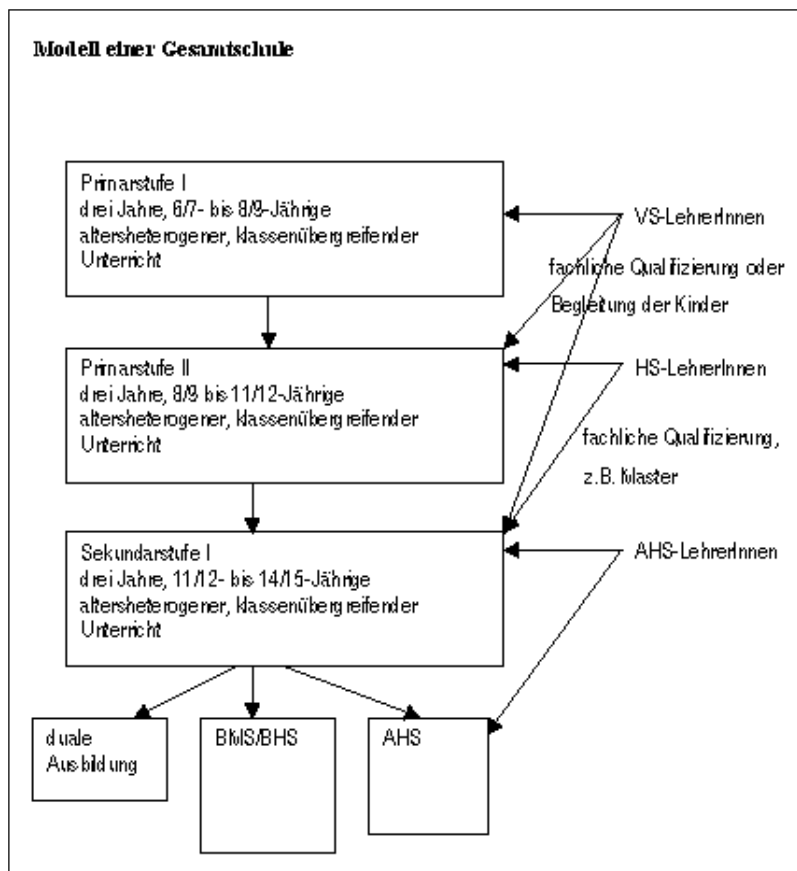 Modell einer Gesamtschule
Primarstufe I
drei Jahre, 6/7- bis 8/9-Jährige
altersheterogener, klassenübergreifender
Unterricht
VS-LehrerInnen
fachliche Qualifizierung oder
Begleitung der Kinder
Primarstufe II
drei Jahre, 8/9 bis 11/12-Jährige
altersheterogener, klassenübergreifender
Unterricht
HS-LehrerInnen
fachliche Qualifizierung,
z.B. Master
Sekundarstufe I
drei Jahre, 11/12- bis 14/15-Jährige
altersheterogener, klassenübergreifender
Unterricht
AHS-LehrerInnen
duale
Ausbildung
BMS/BHS
AHS